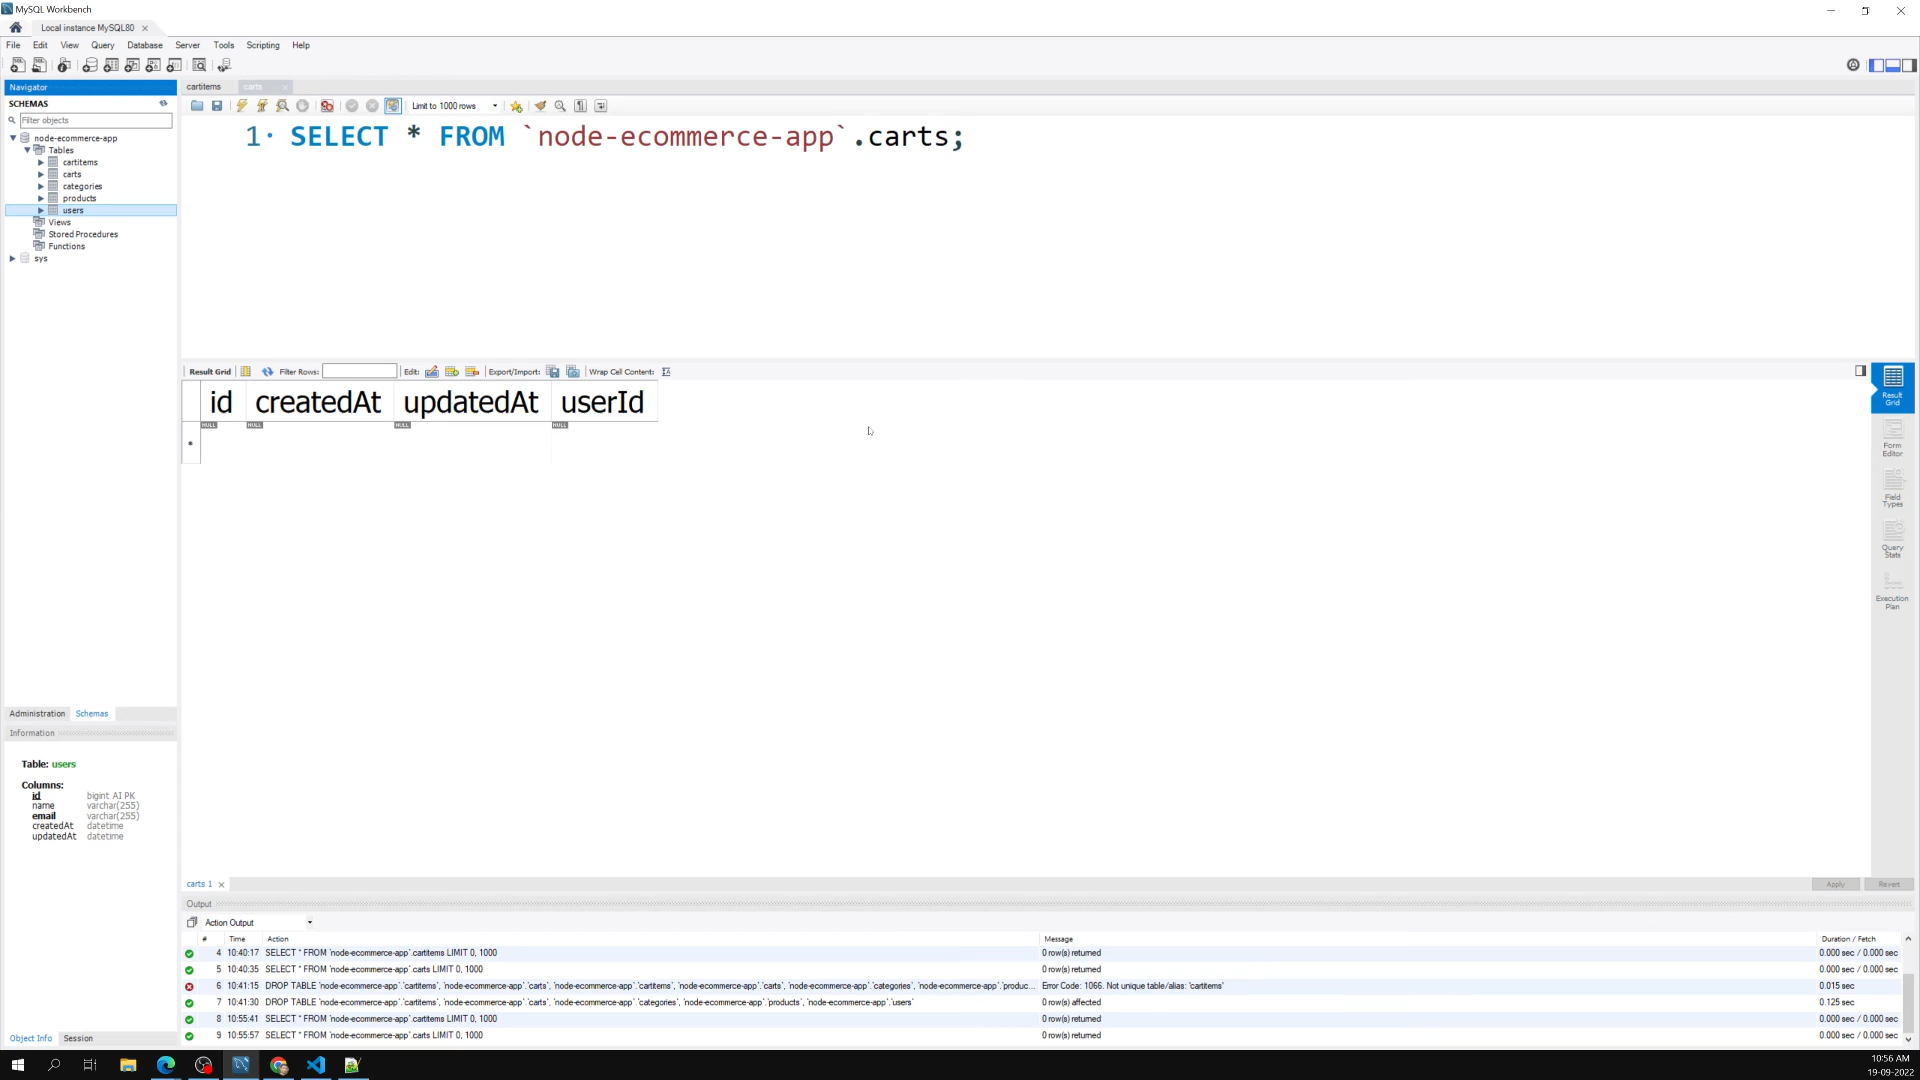 MySQL Workbench
Local instance MySQL80
File Edit View Query Database Server Tools Scripting Help
Navigator
SCHEMAS
Filter objects
node-ecommerce-app
Tables
cartitems
carts
categories
products
users
Views
Stored Procedures
Functions
sys
Administration Schemas
Information
Table: users
Columns:
id bigint AI PK
name varchar(255)
email varchar(255)
createdAt datetime
updatedAt datetime
Object Info Session
cartitems carts
Limit to 1000 rows
1 SELECT * FROM `node-ecommerce-app`.carts;
Result Grid Filter Rows: Edit: Export/Import: Wrap Cell Content:
id createdAt updatedAt userId
NULL NULL NULL NULL
*
Result Grid
Form Editor
Field Types
Query Stats
Execution Plan
carts 1
Apply Revert
Output
Action Output
# Time Action Message Duration / Fetch
4 10:40:17 SELECT * FROM `node-ecommerce-app`.cartitems LIMIT 0, 1000 0 row(s) returned 0.000 sec / 0.000 sec
5 10:40:35 SELECT * FROM `node-ecommerce-app`.carts LIMIT 0, 1000 0 row(s) returned 0.000 sec / 0.000 sec
6 10:41:15 DROP TABLE `node-ecommerce-app`.`cartitems`, `node-ecommerce-app`.`carts`, `node-ecommerce-app`.`cartitems`, `node-ecommerce-app`.`carts`, `node-ecommerce-app`.`categories`, `node-ecommerce-app`.`produc... Error Code: 1066. Not unique table/alias: 'cartitems' 0.015 sec
7 10:41:30 DROP TABLE `node-ecommerce-app`.`cartitems`, `node-ecommerce-app`.`carts`, `node-ecommerce-app`.`categories`, `node-ecommerce-app`.`products`, `node-ecommerce-app`.`users` 0 row(s) affected 0.125 sec
8 10:55:41 SELECT * FROM `node-ecommerce-app`.cartitems LIMIT 0, 1000 0 row(s) returned 0.000 sec / 0.000 sec
9 10:55:57 SELECT * FROM `node-ecommerce-app`.carts LIMIT 0, 1000 0 row(s) returned 0.000 sec / 0.000 sec
10:56 AM
19-09-2022